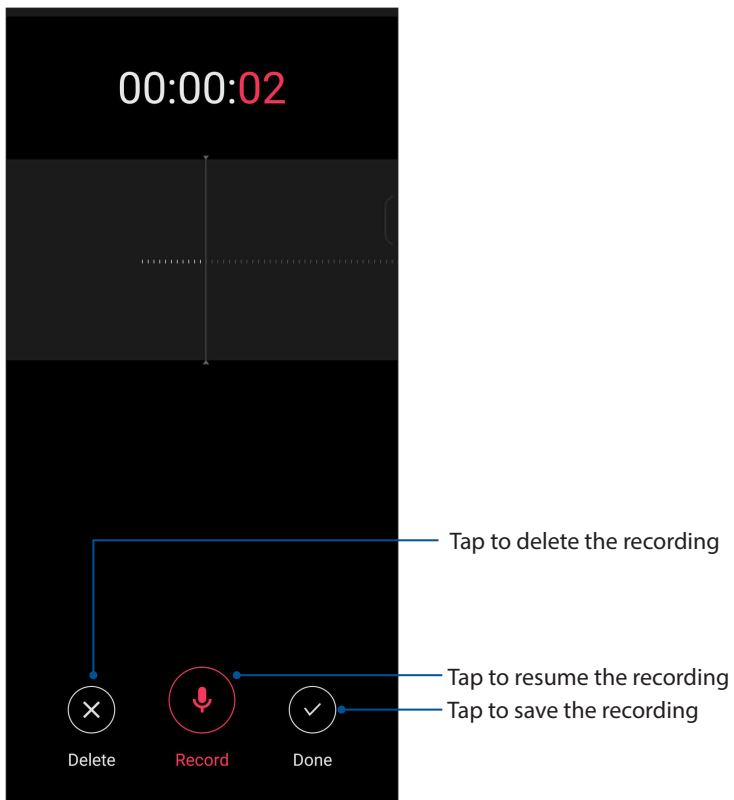 00:00:02
Tap to delete the recording
Tap to resume the recording
Tap to save the recording
Delete
Record
Done